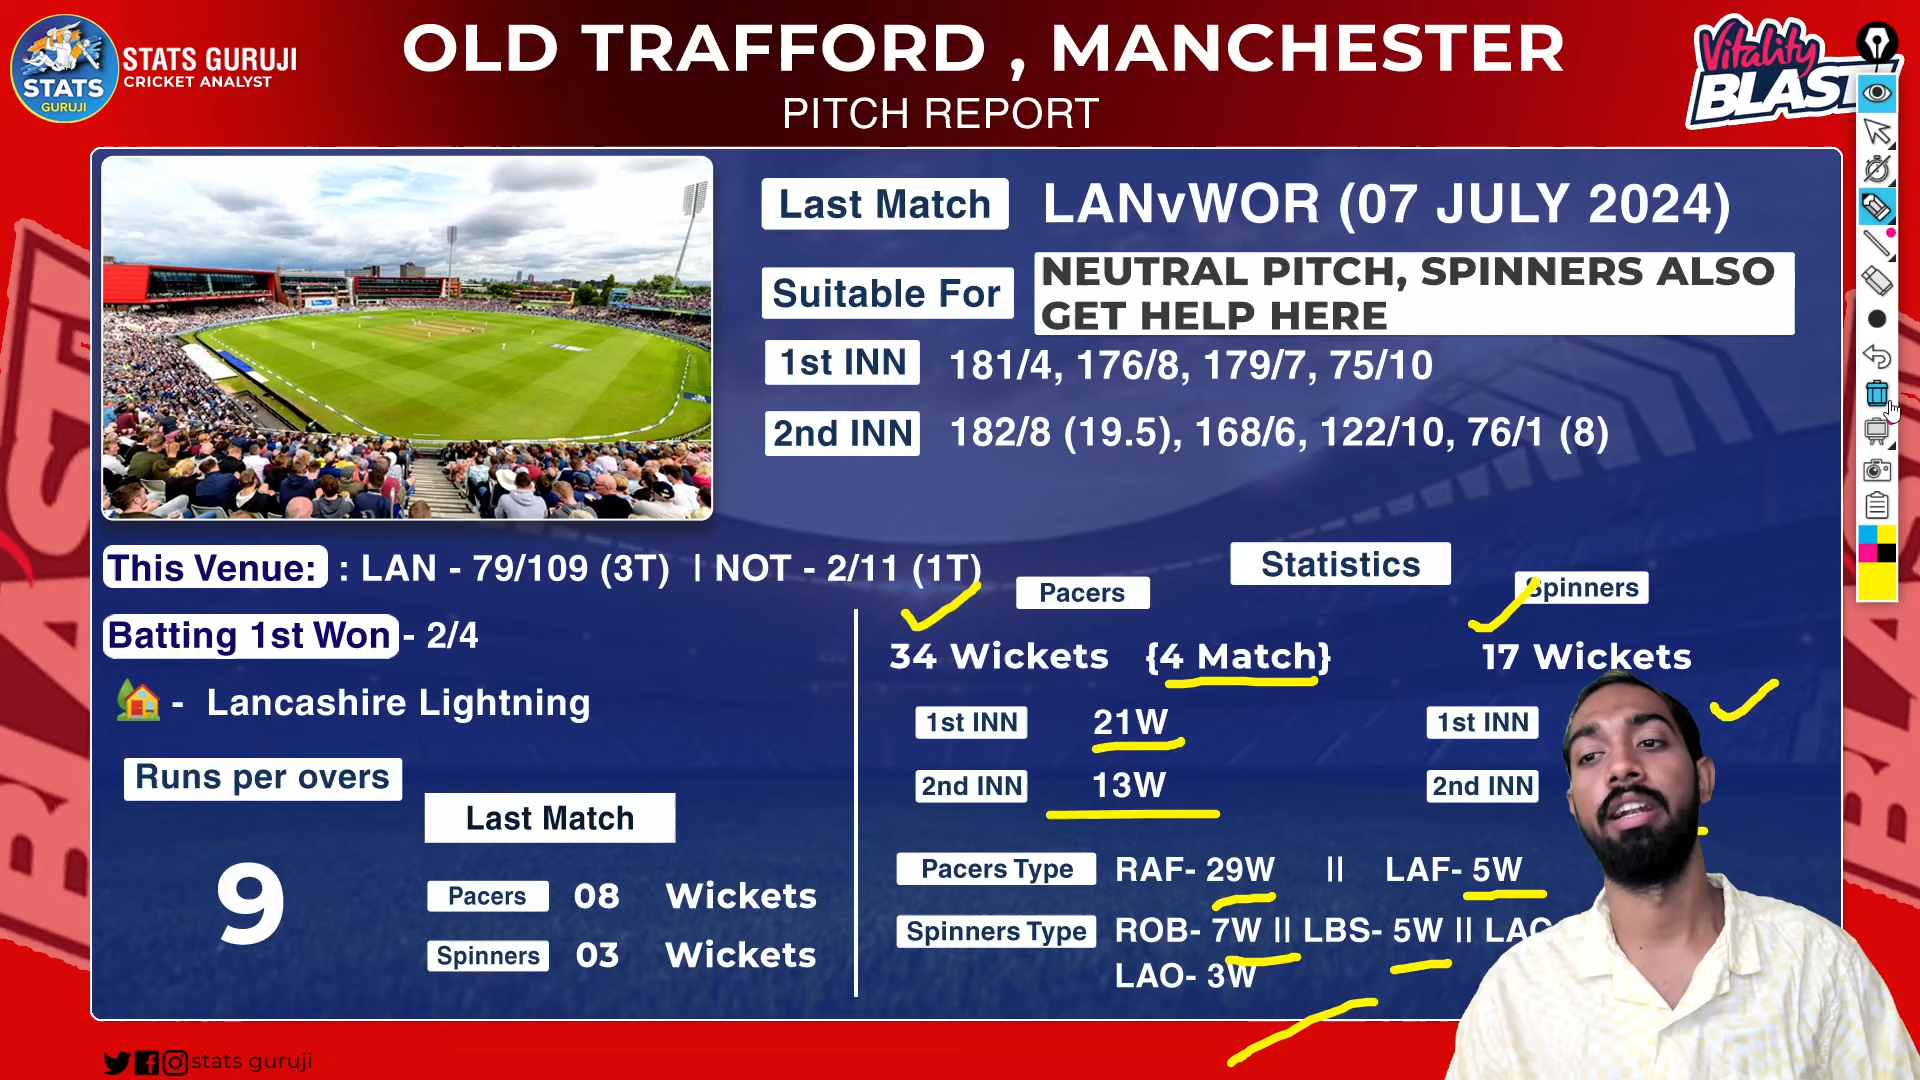 STATS GURUJI
CRICKET ANALYST
STATS
GURUJI
OLD TRAFFORD , MANCHESTER
PITCH REPORT
Vitality
BLAST
Last Match LANvWOR (07 JULY 2024)
Suitable For NEUTRAL PITCH, SPINNERS ALSO
GET HELP HERE
1st INN 181/4, 176/8, 179/7, 75/10
2nd INN 182/8 (19.5), 168/6, 122/10, 76/1 (8)
This Venue: : LAN - 79/109 (3T) | NOT - 2/11 (1T)
Batting 1st Won - 2/4
- Lancashire Lightning
Runs per overs
9
Last Match
Pacers 08 Wickets
Spinners 03 Wickets
Statistics
Pacers Spinners
34 Wickets {4 Match} 17 Wickets
1st INN 21W 1st INN
2nd INN 13W 2nd INN
Pacers Type RAF- 29W || LAF- 5W
Spinners Type ROB- 7W || LBS- 5W ||
LAO- 3W
stats guruji